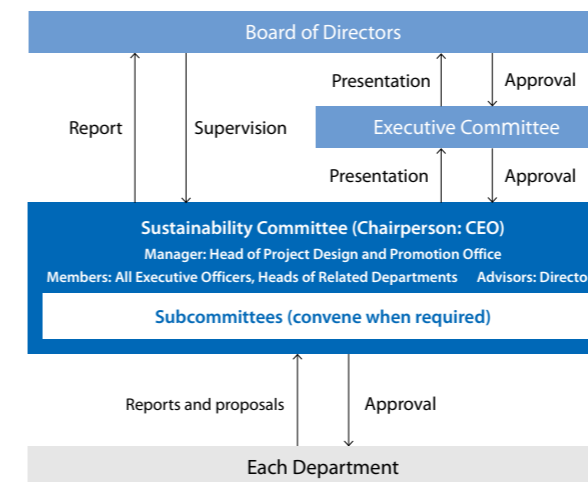 Board of Directors
Presentation
Approval
Report
Supervision
Executive Committee
Presentation
Approval
Sustainability Committee (Chairperson: CEO)
Manager: Head of Project Design and Promotion Office
Members: All Executive Officers, Heads of Related Departments Advisors: Directo
Subcommittees (convene when required)
Reports and proposals
Approval
Each Department